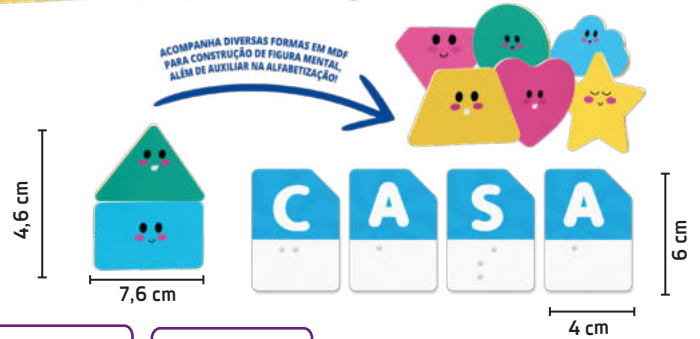 ACOMPANHA DIVERSAS FORMAS EM MDF
PARA CONSTRUÇÃO DE FIGURA MENTAL,
ALÉM DE AUXILIAR NA ALFABETIZAÇÃO!
4,6 cm
7,6 cm
C A S A
6 cm
4 cm